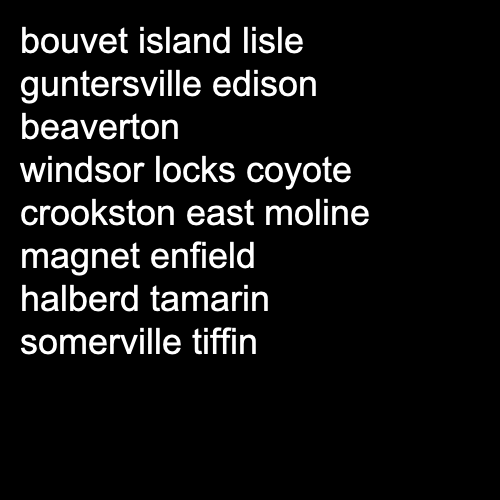 bouvet island lisle
guntersville edison
beaverton
windsor locks coyote
crookston east moline
magnet enfield
halberd tamarin
somerville tiffin